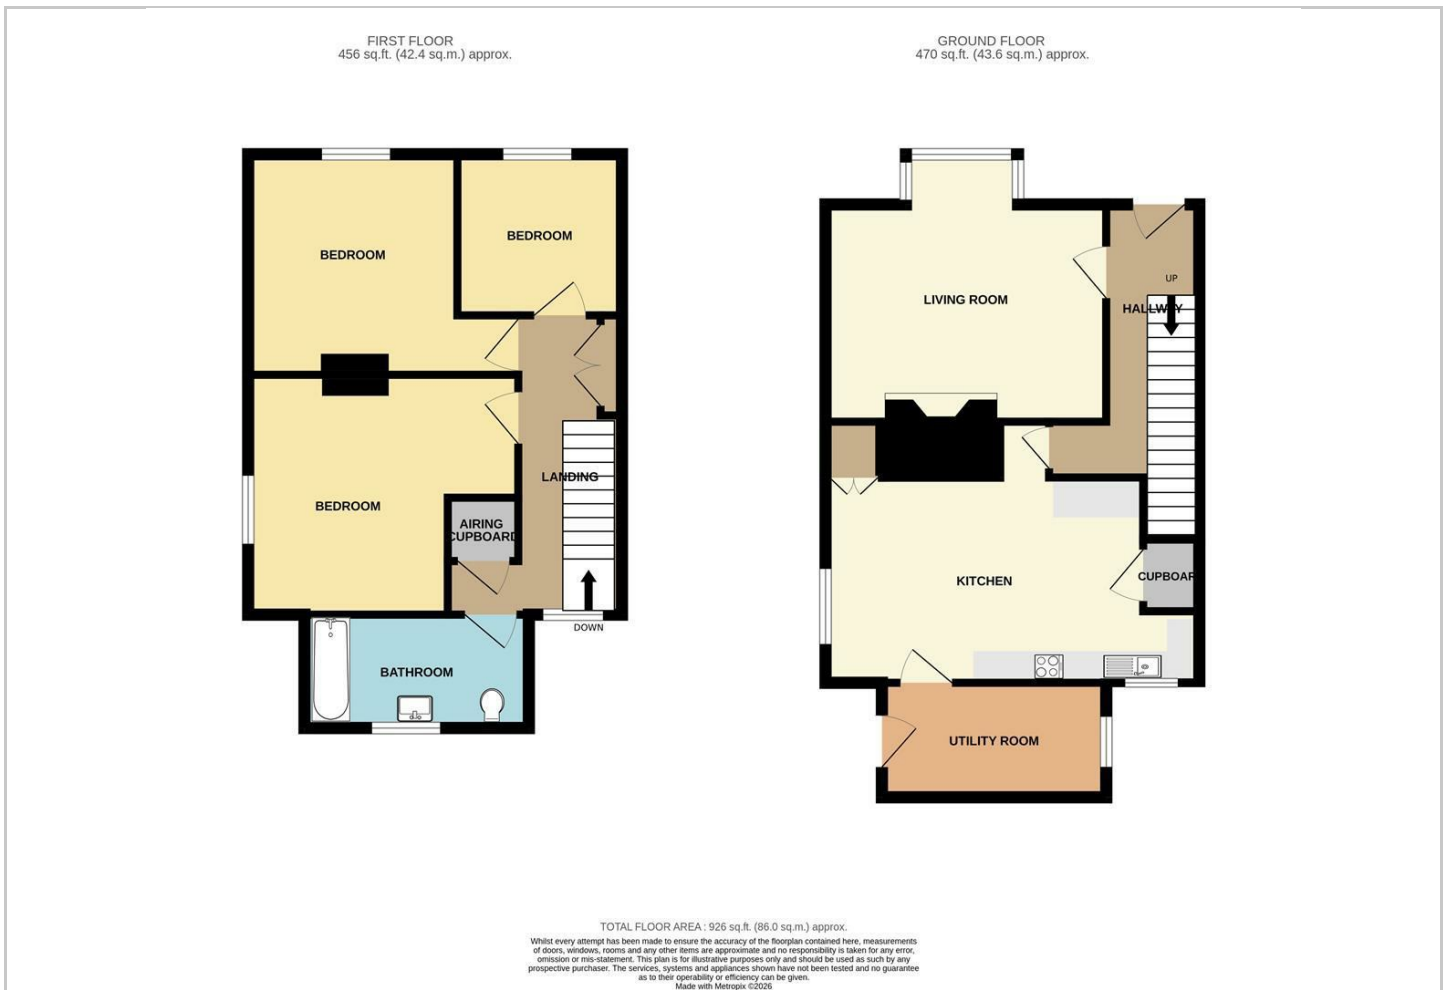 FIRST FLOOR
456 sq.ft. (42.4 sq.m.) approx.
BEDROOM
BEDROOM
LANDING
BEDROOM
AIRING
CUPBOARD
DOWN
BATHROOM
GROUND FLOOR
470 sq.ft. (43.6 sq.m.) approx.
UP
LIVING ROOM
HALLWAY
KITCHEN
CUPBOAR
UTILITY ROOM
TOTAL FLOOR AREA : 926 sq.ft. (86.0 sq.m.) approx.
Whilst every attempt has been made to ensure the accuracy of the floorplan contained here, measurements
of doors, windows, rooms and any other items are approximate and no responsibility is taken for any error,
omission or mis-statement. This plan is for illustrative purposes only and should be used as such by any
prospective purchaser. The services, systems and appliances shown have not been tested and no guarantee
as to their operability or efficiency can be given.
Made with Metropix ©2026